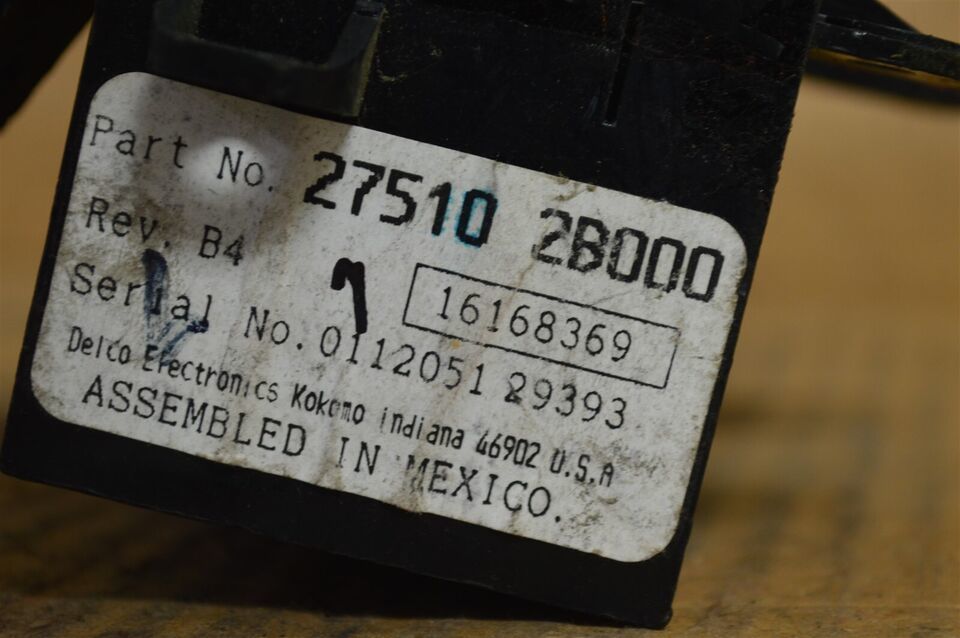 Part No. 27510 2B000
Rev. B4
16168369
Serial No. 0112051 29393
Delco Electronics Kokomo indiana 46902 U.S.A
ASSEMBLED IN MEXICO.